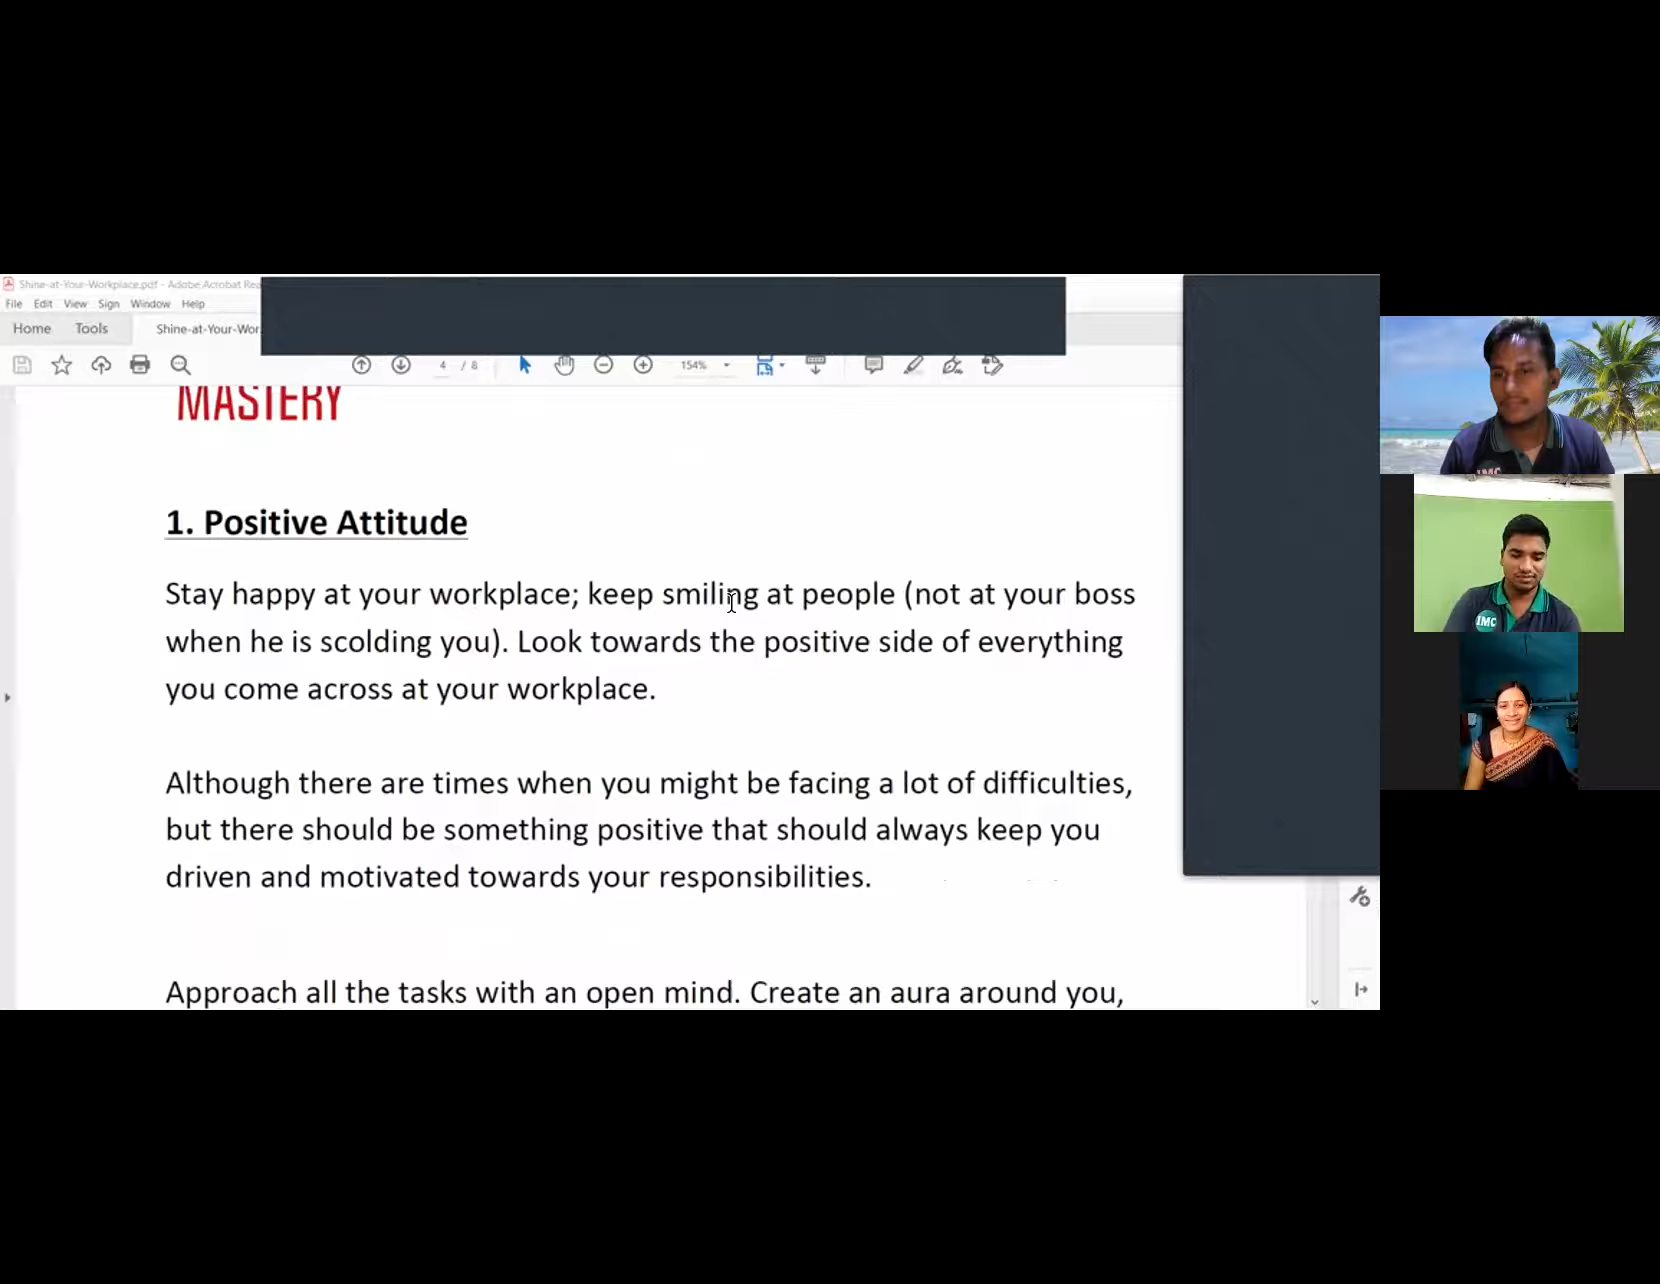 Shine-at-Your-Workplace.pdf - Adobe Acrobat Rea
File Edit View Sign Window Help
Home Tools Shine-at-Your-Wor
4 / 8 154%
MASTERY
1. Positive Attitude
Stay happy at your workplace; keep smiling at people (not at your boss
when he is scolding you). Look towards the positive side of everything
you come across at your workplace.
Although there are times when you might be facing a lot of difficulties,
but there should be something positive that should always keep you
driven and motivated towards your responsibilities.
Approach all the tasks with an open mind. Create an aura around you,
IMC
IMC